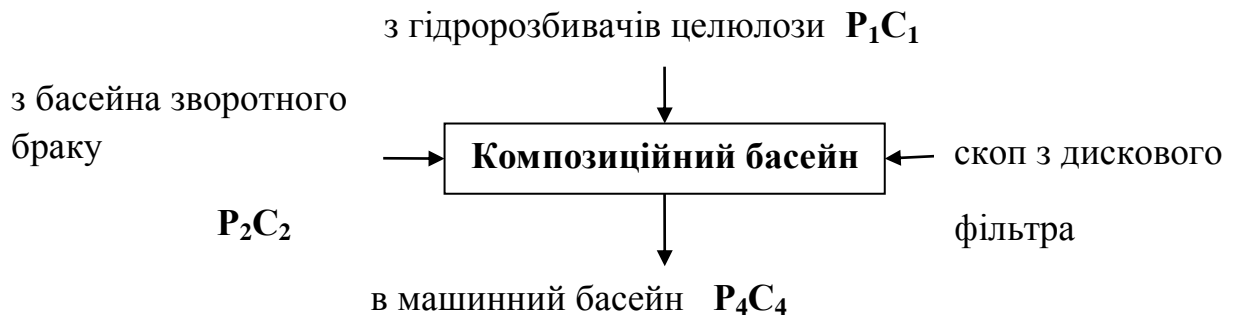 з гідророзбивачів целюлози P₁C₁
з басейна зворотного
браку
Композиційний басейн
скоп з дискового
P₂C₂
фільтра
в машинний басейн P₄C₄